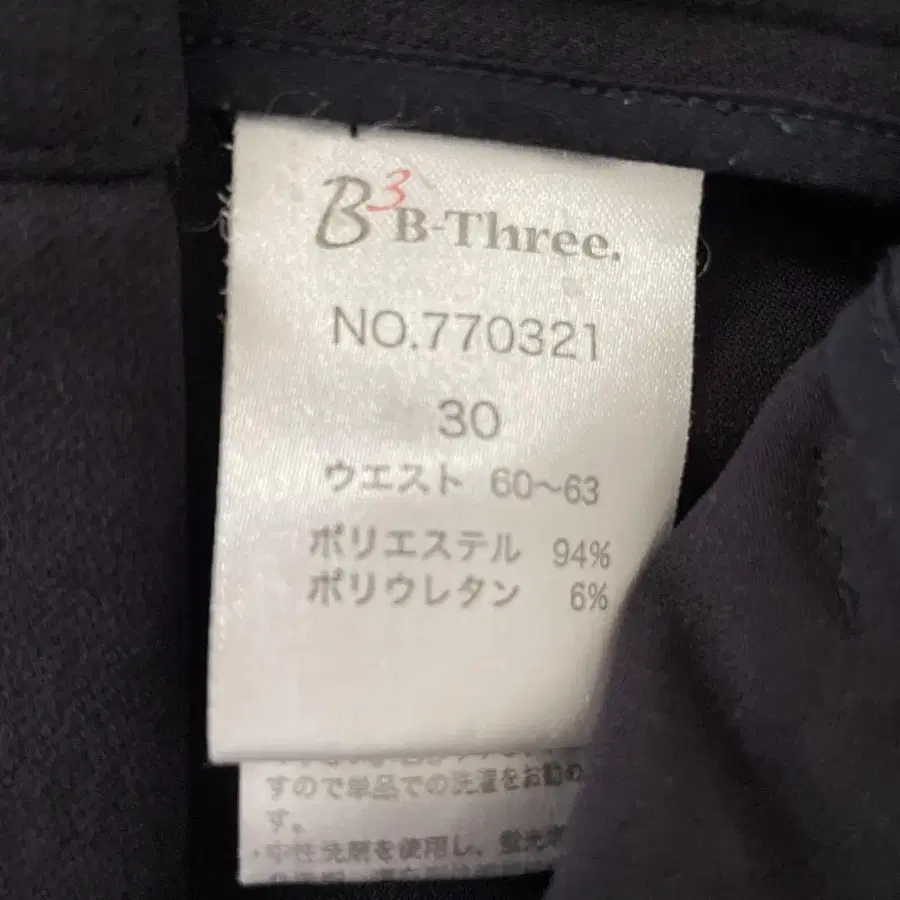 B3 B-Three.
NO.770321
30
ウエスト 60~63
ポリエステル 94%
ポリウレタン 6%
すので単品での洗濯をお勧め
す。
・中性洗剤を使用し、蛍光